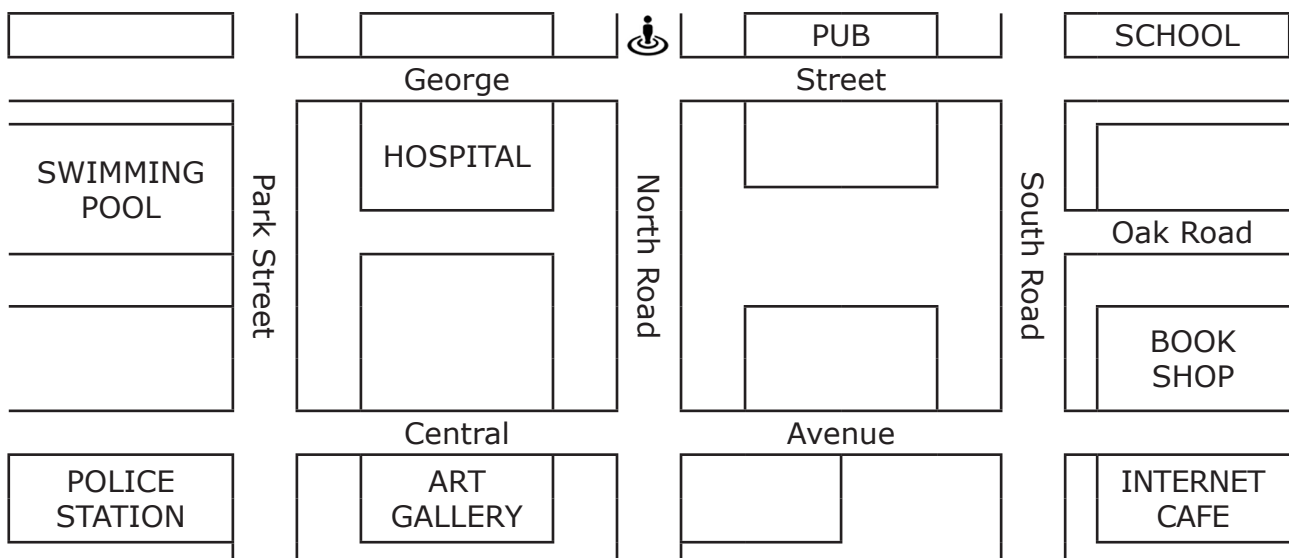 PUB
SCHOOL
George
Street
HOSPITAL
SWIMMING
POOL
Park Street
North Road
South Road
Oak Road
BOOK
SHOP
Central
Avenue
POLICE
STATION
ART
GALLERY
INTERNET
CAFE